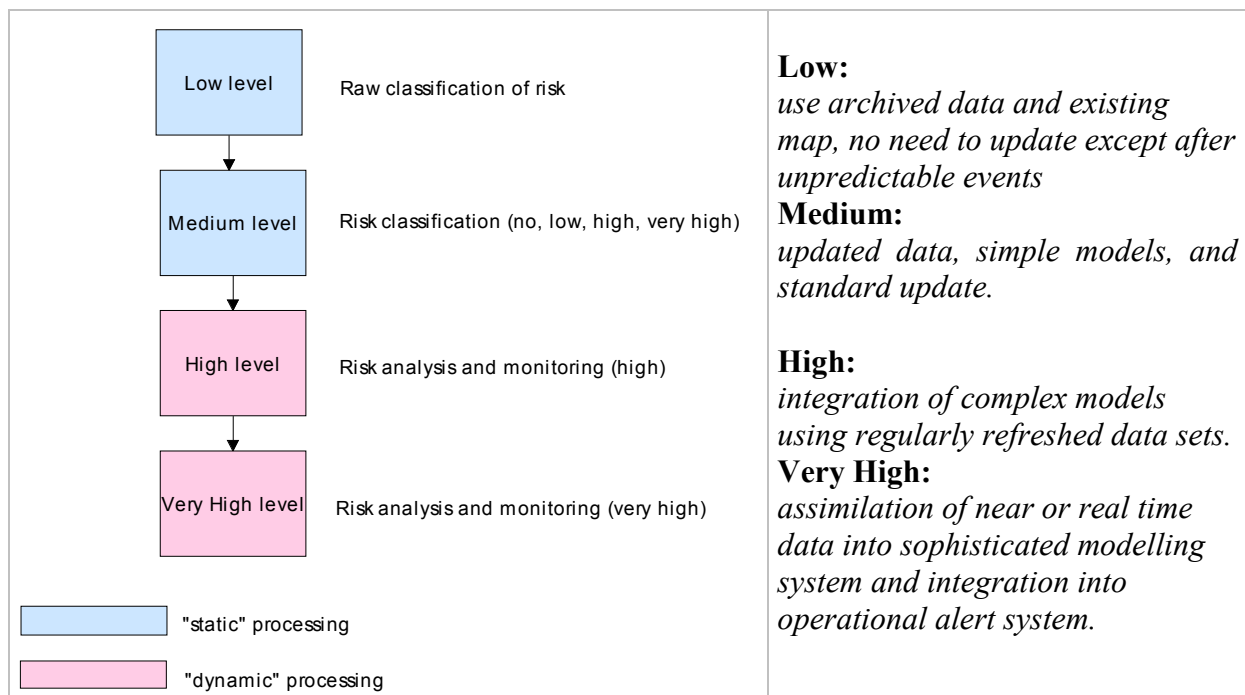 Low level
Raw classification of risk
Medium level
Risk classification (no, low, high, very high)
High level
Risk analysis and monitoring (high)
Very High level
Risk analysis and monitoring (very high)
"static" processing
"dynamic" processing
Low:
use archived data and existing
map, no need to update except after
unpredictable events
Medium:
updated data, simple models, and
standard update.
High:
integration of complex models
using regularly refreshed data sets.
Very High:
assimilation of near or real time
data into sophisticated modelling
system and integration into
operational alert system.